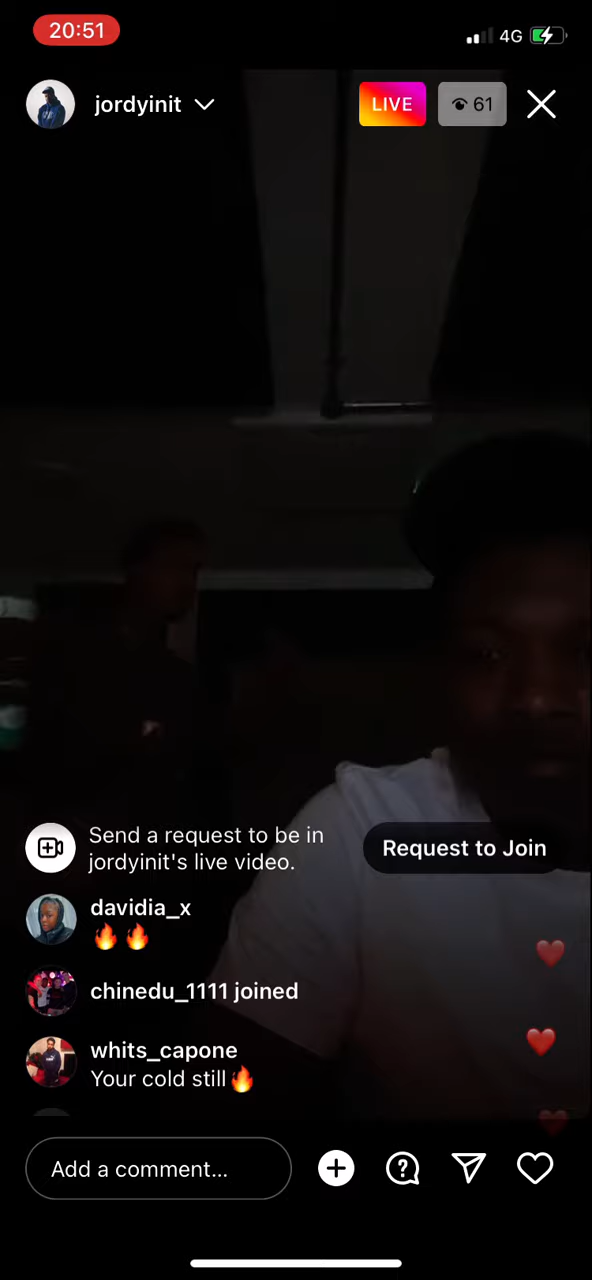 20:51
4G
jordyinit
LIVE
61
Send a request to be in
jordyinit's live video.
Request to Join
davidia_x
🔥 🔥
chinedu_1111 joined
whits_capone
Your cold still🔥
Add a comment...